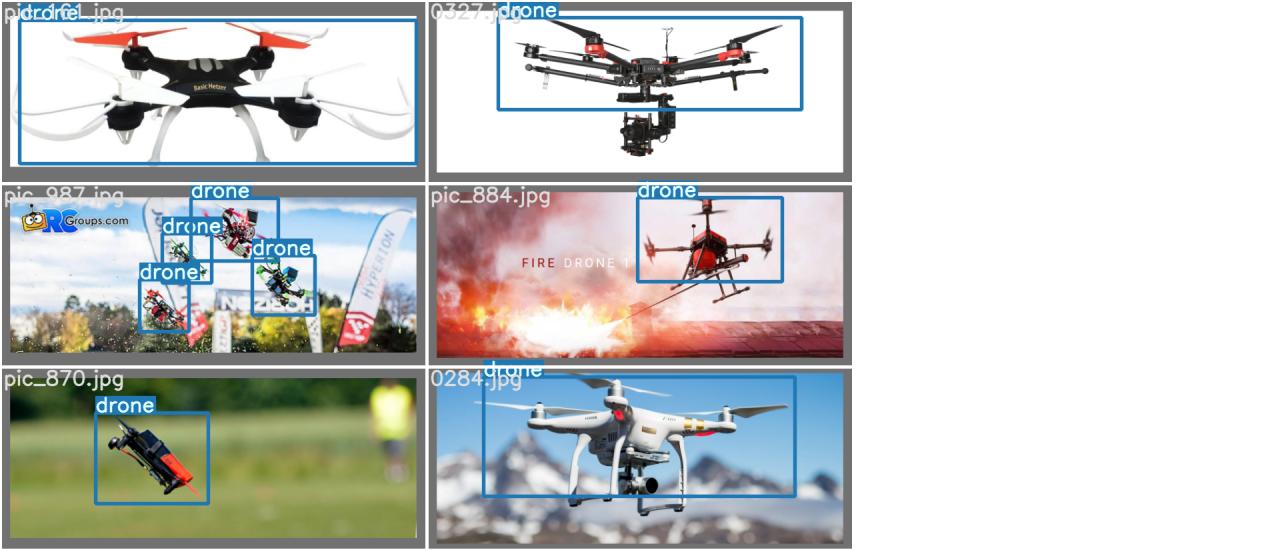 pic_161.jpg
drone
Basic Hetzer
0327.jpg
drone
pic_987.jpg
drone
drone
drone
drone
RCGroups.com
HYPERION
pic_884.jpg
drone
FIRE DRONE 1
pic_870.jpg
drone
0284.jpg
drone